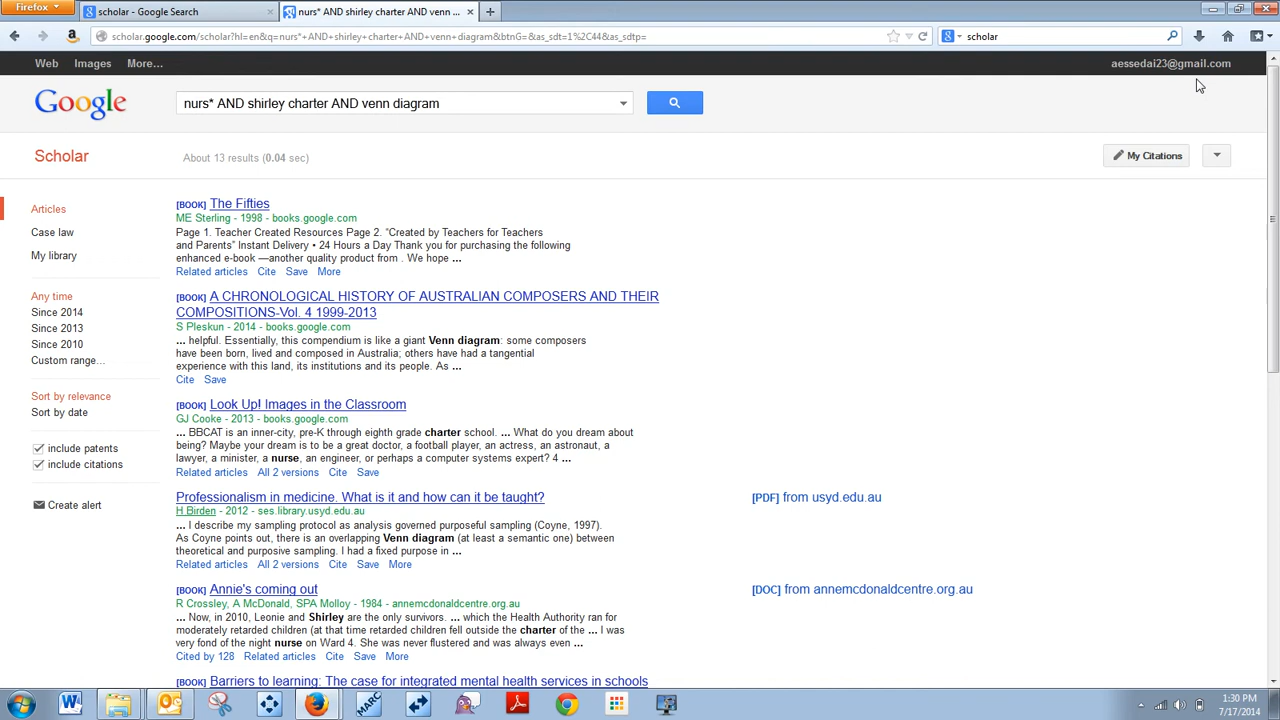 Firefox
scholar - Google Search
nurs* AND shirley charter AND venn ...
scholar.google.com/scholar?hl=en&q=nurs*+AND+shirley+charter+AND+venn+diagram&btnG=&as_sdt=1%2C44&as_sdtp=
scholar
Web Images More...
aessedai23@gmail.com
Google
nurs* AND shirley charter AND venn diagram
Scholar
About 13 results (0.04 sec)
My Citations
Articles
Case law
My library
Any time
Since 2014
Since 2013
Since 2010
Custom range...
Sort by relevance
Sort by date
include patents
include citations
Create alert
[BOOK] The Fifties
ME Sterling - 1998 - books.google.com
Page 1. Teacher Created Resources Page 2. "Created by Teachers for Teachers
and Parents" Instant Delivery • 24 Hours a Day Thank you for purchasing the following
enhanced e-book —another quality product from . We hope ...
Related articles Cite Save More
[BOOK] A CHRONOLOGICAL HISTORY OF AUSTRALIAN COMPOSERS AND THEIR
COMPOSITIONS-Vol. 4 1999-2013
S Pleskun - 2014 - books.google.com
... helpful. Essentially, this compendium is like a giant Venn diagram: some composers
have been born, lived and composed in Australia; others have had a tangential
experience with this land, its institutions and its people. As ...
Cite Save
[BOOK] Look Up! Images in the Classroom
GJ Cooke - 2013 - books.google.com
... BBCAT is an inner-city, pre-K through eighth grade charter school. ... What do you dream about
being? Maybe your dream is to be a great doctor, a football player, an actress, an astronaut, a
lawyer, a minister, a nurse, an engineer, or perhaps a computer systems expert? 4 ...
Related articles All 2 versions Cite Save
Professionalism in medicine. What is it and how can it be taught?
[PDF] from usyd.edu.au
H Birden - 2012 - ses.library.usyd.edu.au
... I describe my sampling protocol as analysis governed purposeful sampling (Coyne, 1997).
As Coyne points out, there is an overlapping Venn diagram (at least a semantic one) between
theoretical and purposive sampling. I had a fixed purpose in ...
Related articles All 2 versions Cite Save More
[BOOK] Annie's coming out
[DOC] from annemcdonaldcentre.org.au
R Crossley, A McDonald, SPA Molloy - 1984 - annemcdonaldcentre.org.au
... Now, in 2010, Leonie and Shirley are the only survivors. ... which the Health Authority ran for
moderately retarded children (at that time retarded children fell outside the charter of the ... I was
very fond of the night nurse on Ward 4. She was never flustered and was always even ...
Cited by 128 Related articles Cite Save More
[BOOK] Barriers to learning: The case for integrated mental health services in schools
MARC
1:30 PM
7/17/2014